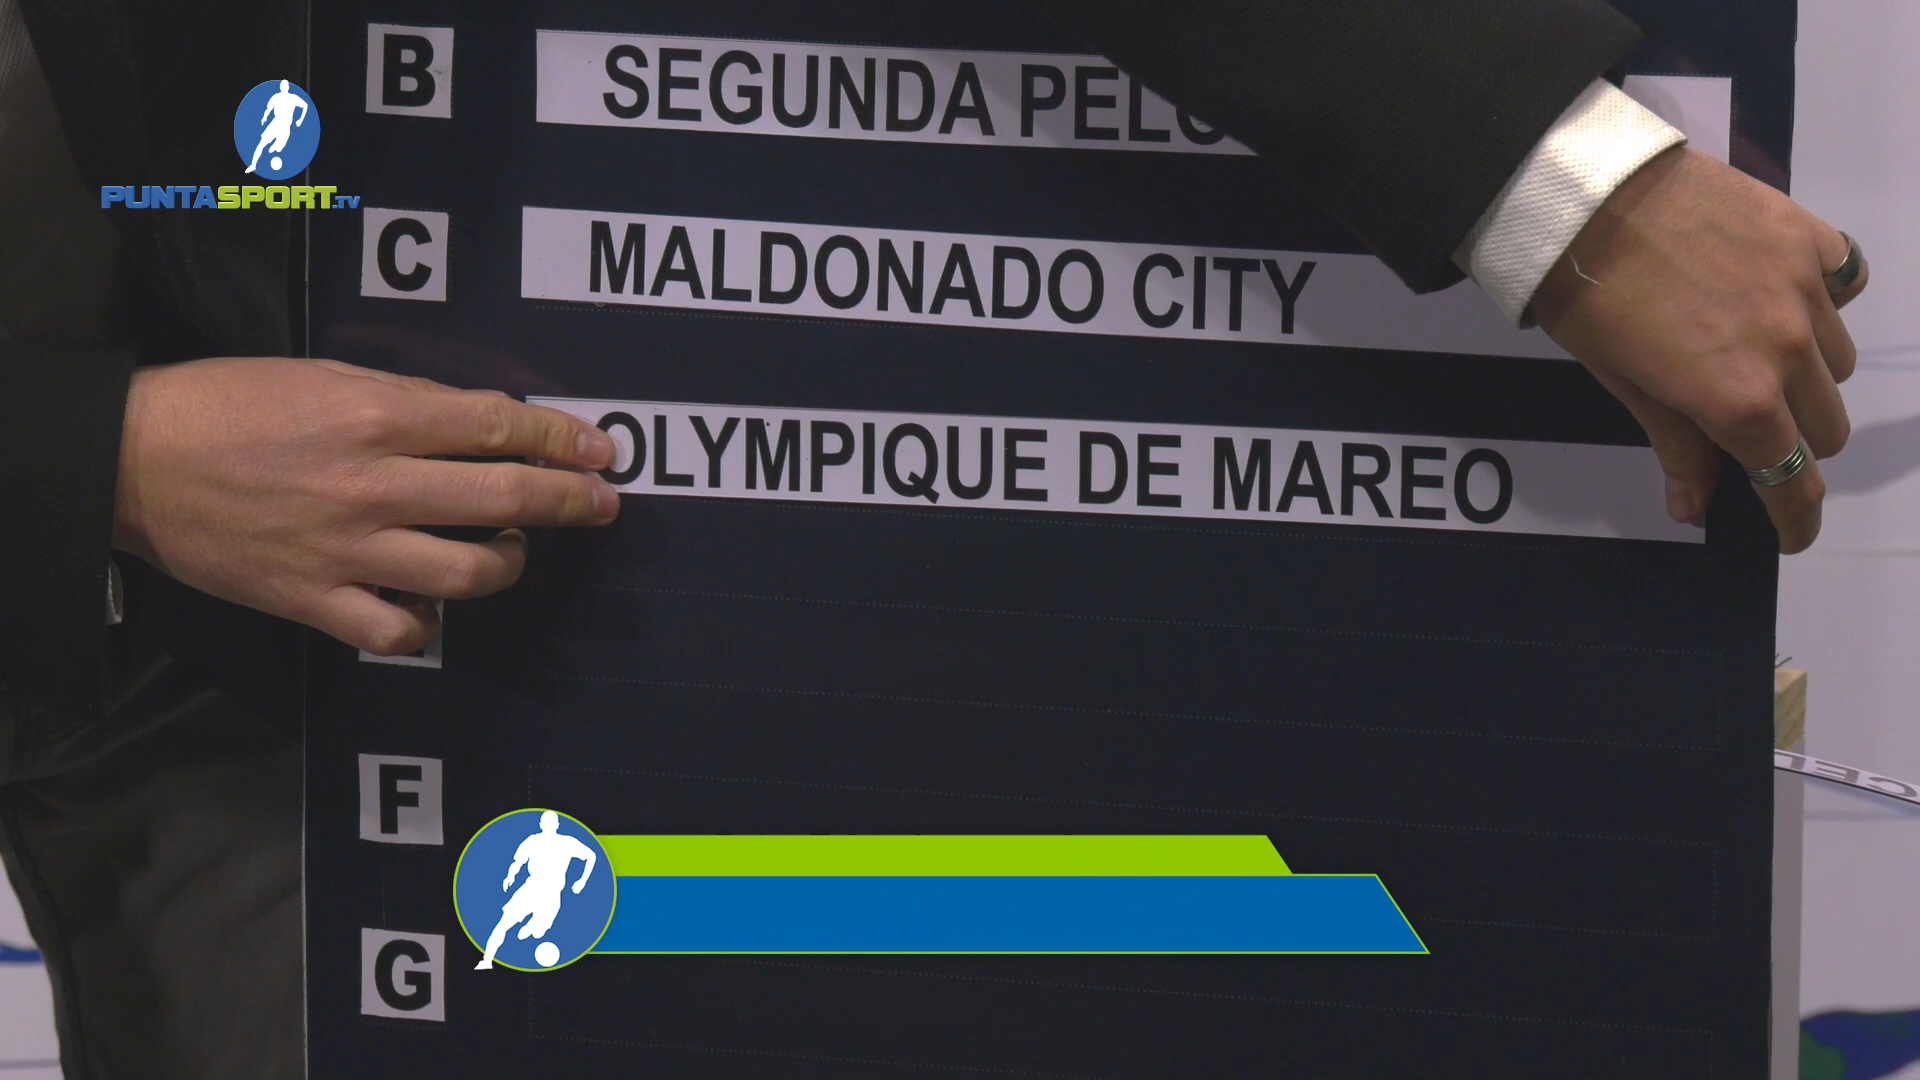 B
SEGUNDA
PUNTASPORT.TV
C
MALDONADO CITY
OLYMPIQUE DE MAREO
F
G